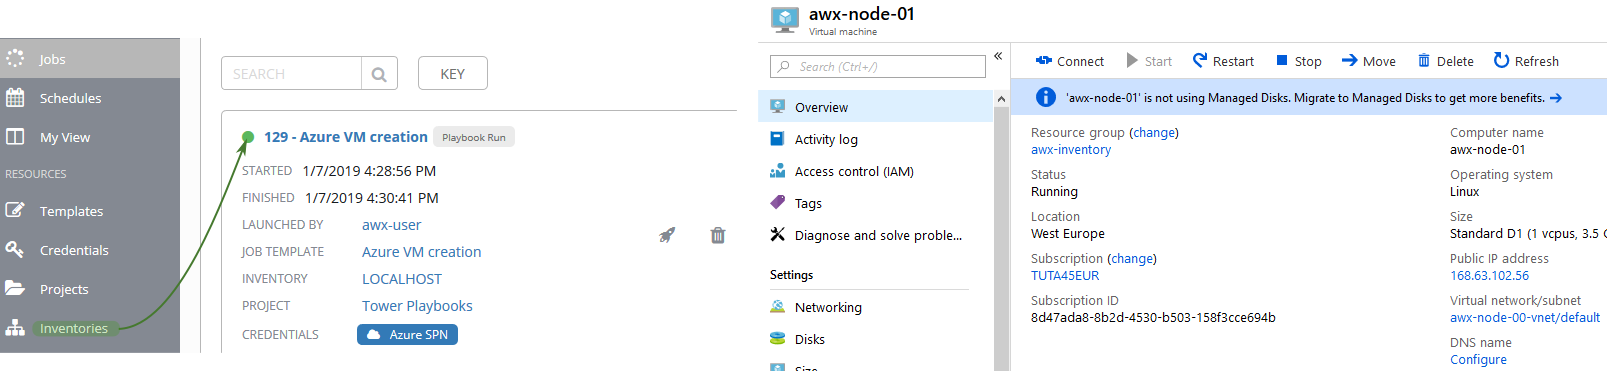 Jobs
Schedules
My View
RESOURCES
Templates
Credentials
Projects
Inventories
SEARCH
KEY
129 - Azure VM creation Playbook Run
STARTED 1/7/2019 4:28:56 PM
FINISHED 1/7/2019 4:30:41 PM
LAUNCHED BY awx-user
JOB TEMPLATE Azure VM creation
INVENTORY LOCALHOST
PROJECT Tower Playbooks
CREDENTIALS Azure SPN
awx-node-01
Virtual machine
Search (Ctrl+/)
Overview
Activity log
Access control (IAM)
Tags
Diagnose and solve proble...
Settings
Networking
Disks
Size
Connect Start Restart Stop Move Delete Refresh
'awx-node-01' is not using Managed Disks. Migrate to Managed Disks to get more benefits.
Resource group (change)
awx-inventory
Status
Running
Location
West Europe
Subscription (change)
TUTA45EUR
Subscription ID
8d47ada8-8b2d-4530-b503-158f3cce694b
Computer name
awx-node-01
Operating system
Linux
Size
Standard D1 (1 vcpus, 3.5
Public IP address
168.63.102.56
Virtual network/subnet
awx-node-00-vnet/default
DNS name
Configure